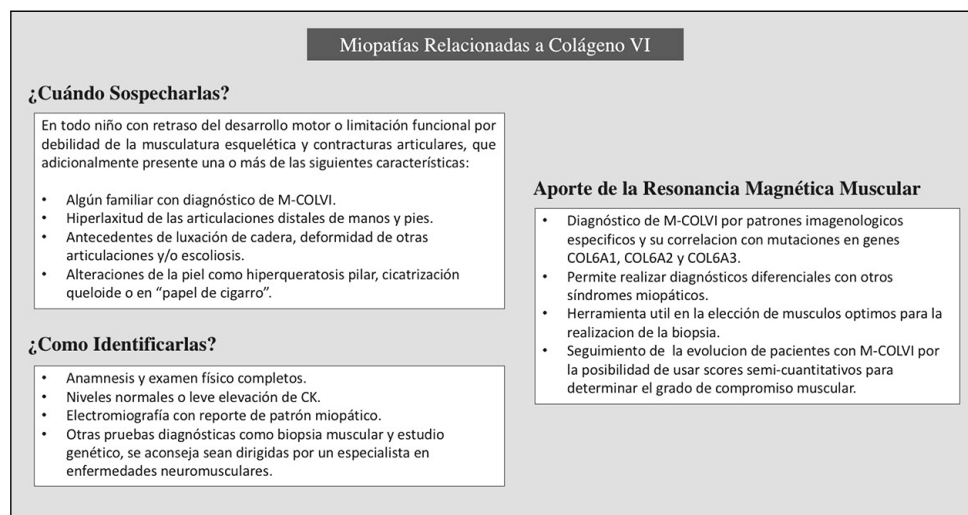 Miopatías Relacionadas a Colágeno VI
¿Cuándo Sospecharlas?
En todo niño con retraso del desarrollo motor o limitación funcional por
debilidad de la musculatura esquelética y contracturas articulares, que
adicionalmente presente una o más de las siguientes características:
• Algún familiar con diagnóstico de M-COLVI.
• Hiperlaxitud de las articulaciones distales de manos y pies.
• Antecedentes de luxación de cadera, deformidad de otras
articulaciones y/o escoliosis.
• Alteraciones de la piel como hiperqueratosis pilar, cicatrización
queloide o en “papel de cigarro”.
¿Como Identificarlas?
• Anamnesis y examen físico completos.
• Niveles normales o leve elevación de CK.
• Electromiografía con reporte de patrón miopático.
• Otras pruebas diagnósticas como biopsia muscular y estudio
genético, se aconseja sean dirigidas por un especialista en
enfermedades neuromusculares.
Aporte de la Resonancia Magnética Muscular
• Diagnóstico de M-COLVI por patrones imagenologicos
especificos y su correlacion con mutaciones en genes
COL6A1, COL6A2 y COL6A3.
• Permite realizar diagnósticos diferenciales con otros
síndromes miopáticos.
• Herramienta util en la elección de musculos optimos para la
realizacion de la biopsia.
• Seguimiento de la evolucion de pacientes con M-COLVI por
la posibilidad de usar scores semi-cuantitativos para
determinar el grado de compromiso muscular.